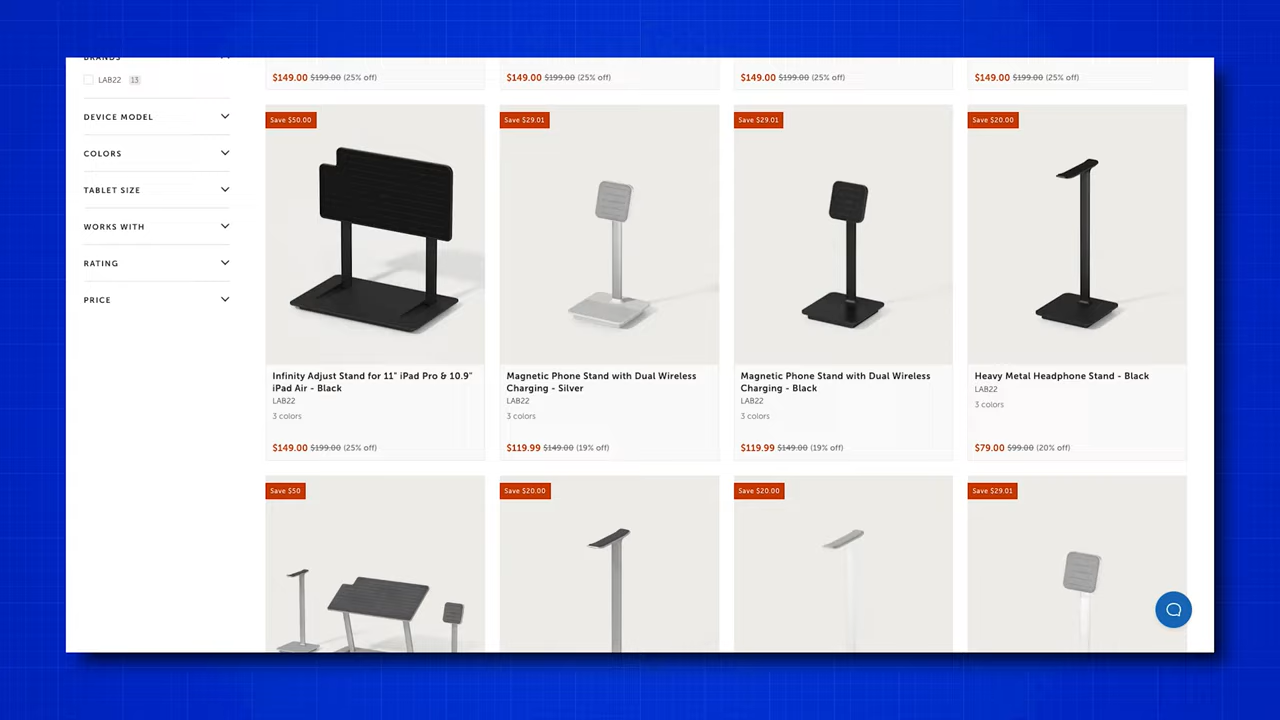 BRANDS
LAB22 13
DEVICE MODEL
COLORS
TABLET SIZE
WORKS WITH
RATING
PRICE
$149.00 $199.00 (25% off)
$149.00 $199.00 (25% off)
$149.00 $199.00 (25% off)
$149.00 $199.00 (25% off)
Save $50.00
Infinity Adjust Stand for 11" iPad Pro & 10.9"
iPad Air - Black
LAB22
3 colors
$149.00 $199.00 (25% off)
Save $29.01
Magnetic Phone Stand with Dual Wireless
Charging - Silver
LAB22
3 colors
$119.99 $149.00 (19% off)
Save $29.01
Magnetic Phone Stand with Dual Wireless
Charging - Black
LAB22
3 colors
$119.99 $149.00 (19% off)
Save $20.00
Heavy Metal Headphone Stand - Black
LAB22
3 colors
$79.00 $99.00 (20% off)
Save $50
Save $20.00
Save $20.00
Save $29.01